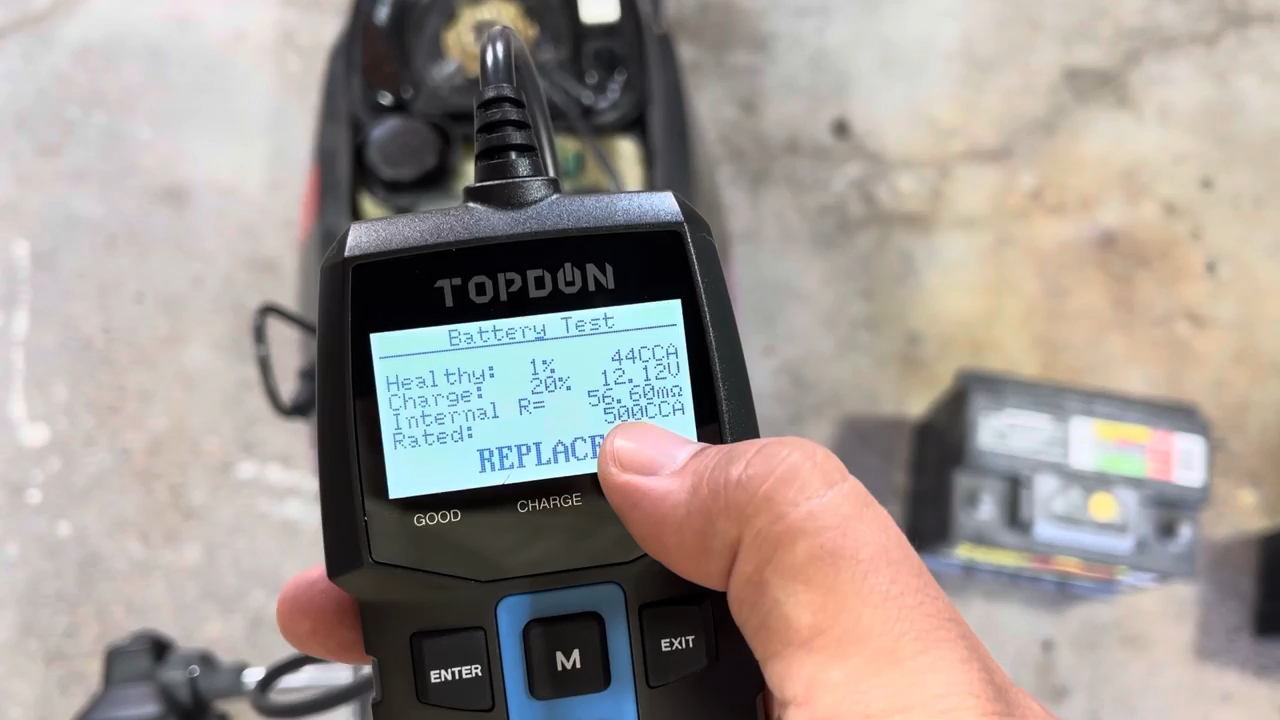 TOPDON
Battery Test
Healthy: 1% 44CCA
Charge: 20% 12.12V
Internal R= 56.60mΩ
Rated: 500CCA
REPLACE
GOOD CHARGE
ENTER M EXIT